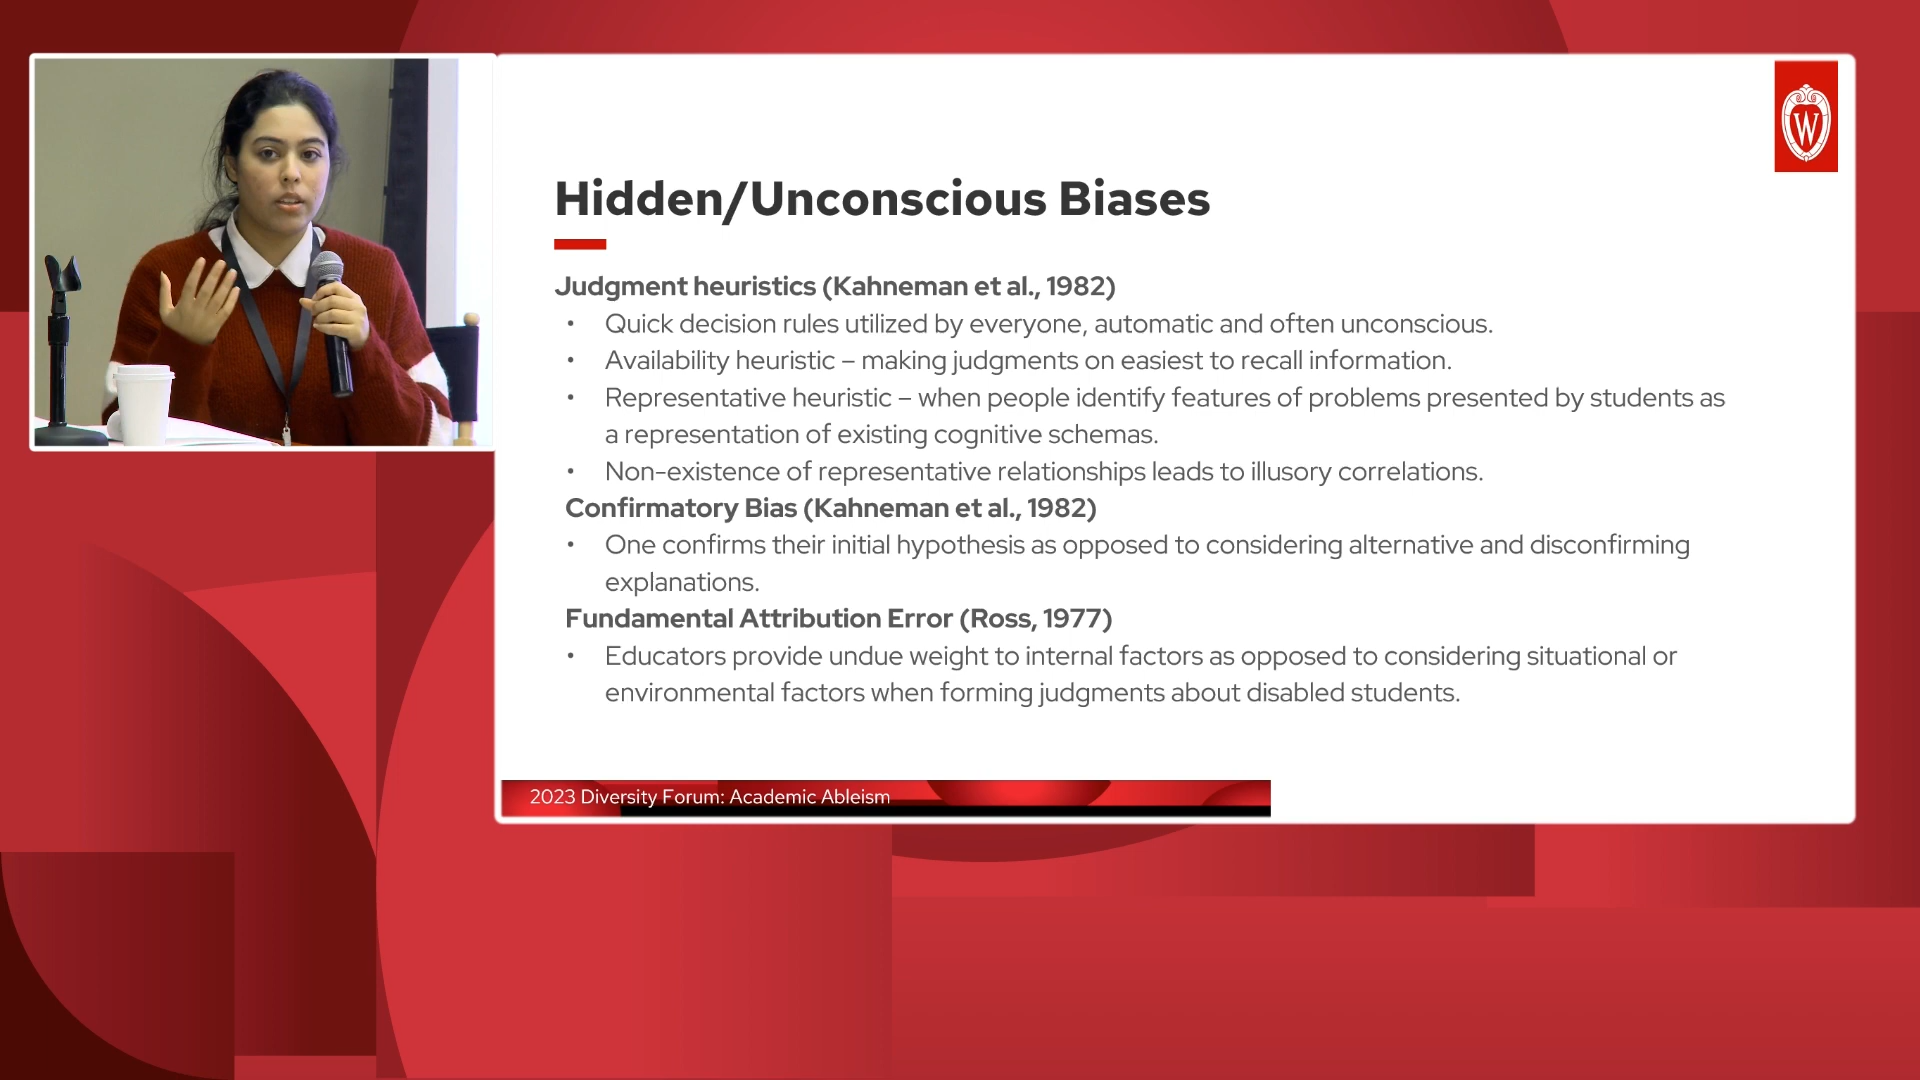 W
Hidden/Unconscious Biases
Judgment heuristics (Kahneman et al., 1982)
• Quick decision rules utilized by everyone, automatic and often unconscious.
• Availability heuristic – making judgments on easiest to recall information.
• Representative heuristic – when people identify features of problems presented by students as
a representation of existing cognitive schemas.
• Non-existence of representative relationships leads to illusory correlations.
Confirmatory Bias (Kahneman et al., 1982)
• One confirms their initial hypothesis as opposed to considering alternative and disconfirming
explanations.
Fundamental Attribution Error (Ross, 1977)
• Educators provide undue weight to internal factors as opposed to considering situational or
environmental factors when forming judgments about disabled students.
2023 Diversity Forum: Academic Ableism